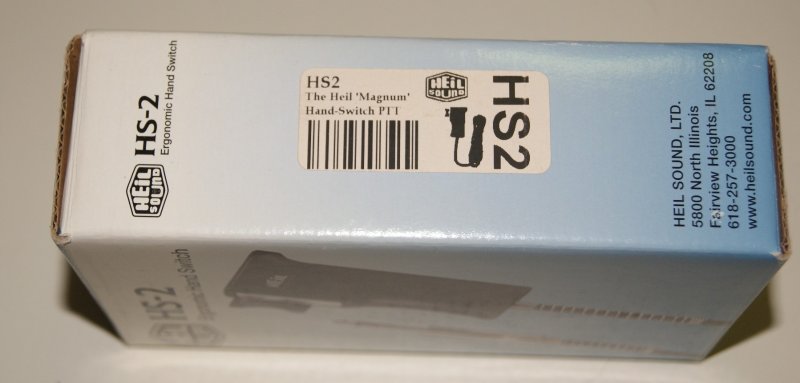 HEIL
SOUND
HS-2
Ergonomic Hand Switch
HS2
The Heil 'Magnum'
Hand-Switch PTT
HEIL
SOUND
HS2
HEIL SOUND, LTD.
5800 North Illinois
Fairview Heights, IL 62208
618-257-3000
www.heilsound.com
HS-2
Ergonomic Hand Switch
HEIL